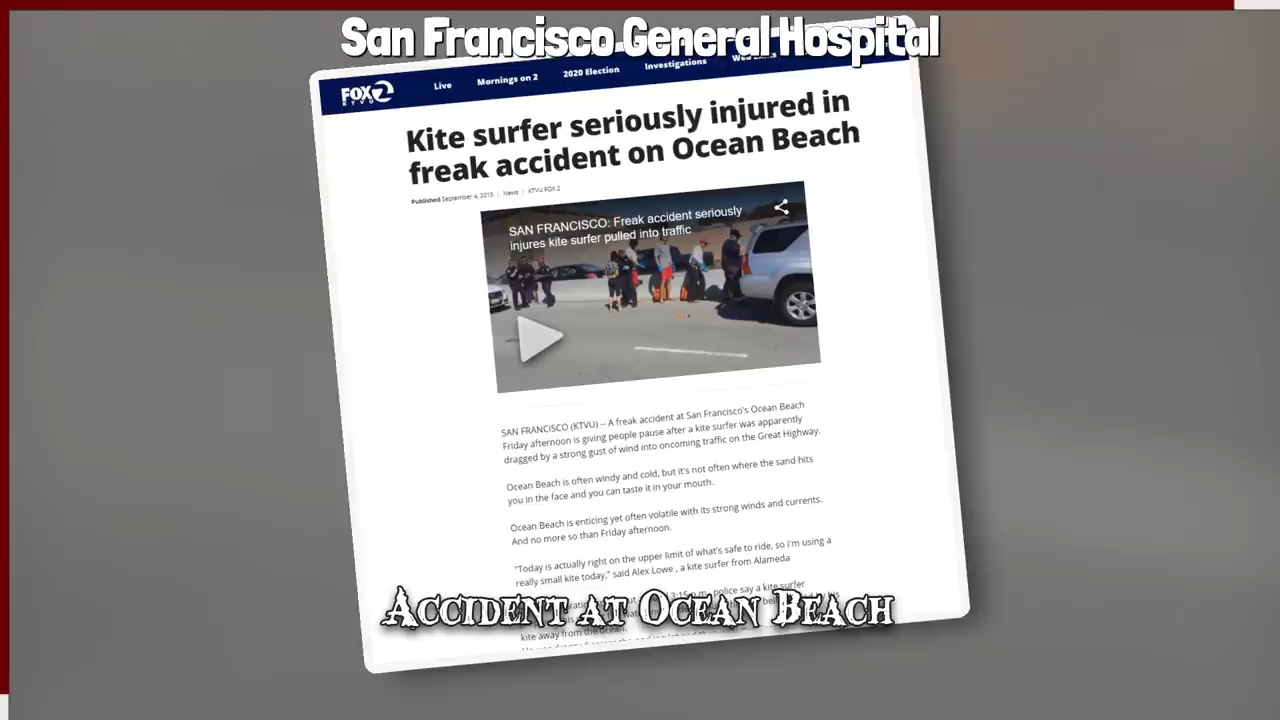 San Francisco General Hospital
FOX 2
KTVU
Live
Mornings on 2
2020 Election
Investigations
Web Links
Kite surfer seriously injured in
freak accident on Ocean Beach
Published September 4, 2015 | News | KTVU FOX 2
SAN FRANCISCO: Freak accident seriously
injures kite surfer pulled into traffic
SAN FRANCISCO (KTVU) -- A freak accident at San Francisco's Ocean Beach
Friday afternoon is giving people pause after a kite surfer was apparently
dragged by a strong gust of wind into oncoming traffic on the Great Highway.
Ocean Beach is often windy and cold, but it's not often where the sand hits
you in the face and you can taste it in your mouth.
Ocean Beach is enticing yet often volatile with its strong winds and currents.
And no more so than Friday afternoon.
"Today is actually right on the upper limit of what's safe to ride, so I'm using a
really small kite today," said Alex Lowe , a kite surfer from Alameda
3:15 p.m., police say a kite surfer
Accident at Ocean Beach
kite away from the ocean.